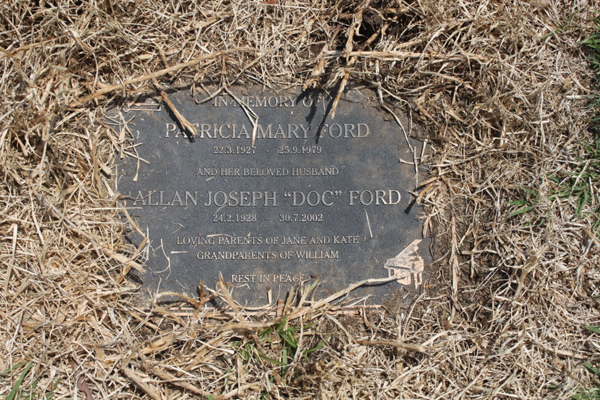 IN MEMORY OF
PATRICIA MARY FORD
22.3.1927 - 25.9.1979
AND HER BELOVED HUSBAND
ALLAN JOSEPH "DOC" FORD
24.2.1928 - 30.7.2002
LOVING PARENTS OF JANE AND KATE
GRANDPARENTS OF WILLIAM
REST IN PEACE